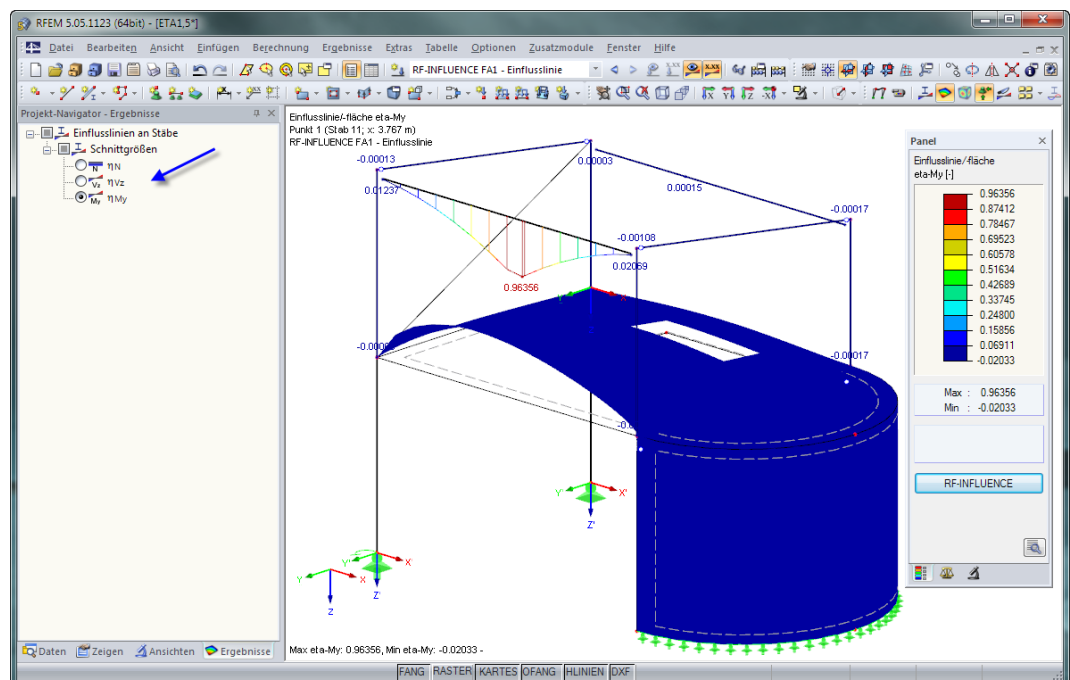 RFEM 5.05.1123 (64bit) - [ETA1,5*]
Datei Bearbeiten Ansicht Einfügen Berechnung Ergebnisse Extras Tabelle Optionen Zusatzmodule Fenster Hilfe
RF-INFLUENCE FA1 - Einflusslinie
Projekt-Navigator - Ergebnisse
Einflusslinien an Stäbe
Schnittgrößen
N ηN
Vz ηVz
My ηMy
Daten Zeigen Ansichten Ergebnisse
Einflusslinie/-fläche eta-My
Punkt 1 (Stab 11; x: 3.767 m)
RF-INFLUENCE FA1 - Einflusslinie
-0.00013
0.00003
0.01237
0.00015
-0.00017
-0.00108
0.02069
0.96356
-0.00017
X
Y' X'
Z'
Y' X
Z'
Y X
Z
Max eta-My: 0.96356, Min eta-My: -0.02033 -
Panel
Einflusslinie/-fläche
eta-My [-]
0.96356
0.87412
0.78467
0.69523
0.60578
0.51634
0.42689
0.33745
0.24800
0.15856
0.06911
-0.02033
Max : 0.96356
Min : -0.02033
RF-INFLUENCE
FANG RASTER KARTES OFANG HLINIEN DXF